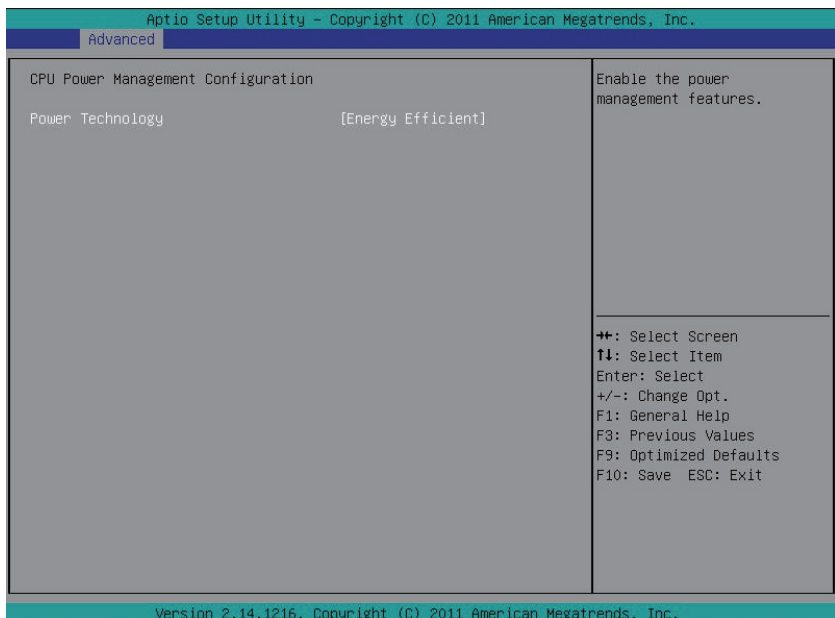 Aptio Setup Utility – Copyright (C) 2011 American Megatrends, Inc.
Advanced
CPU Power Management Configuration
Power Technology [Energy Efficient]
Enable the power
management features.
→←: Select Screen
↑↓: Select Item
Enter: Select
+/-: Change Opt.
F1: General Help
F3: Previous Values
F9: Optimized Defaults
F10: Save ESC: Exit
Version 2.14.1216. Copyright (C) 2011 American Megatrends, Inc.